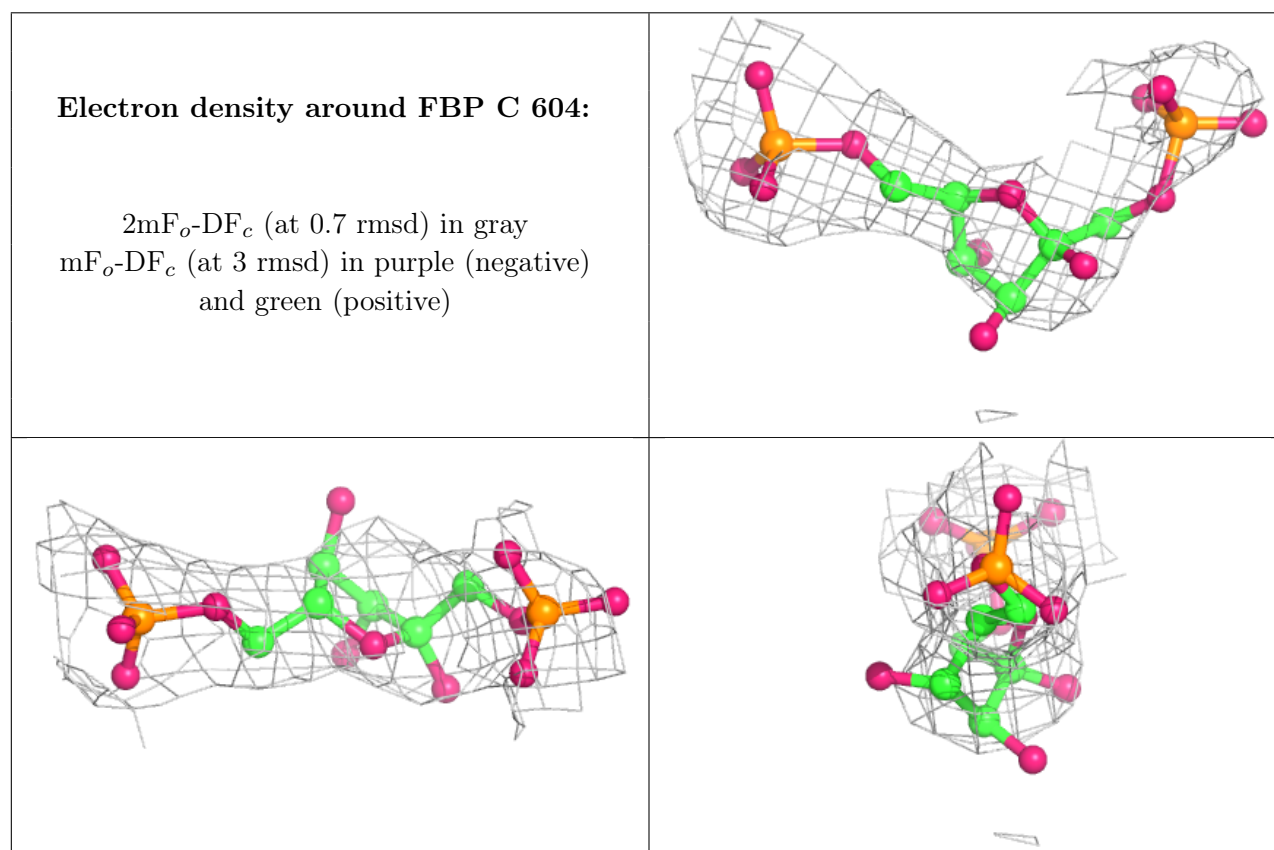 Electron density around FBP C 604:
2mFo-DFc (at 0.7 rmsd) in gray
mFo-DFc (at 3 rmsd) in purple (negative)
and green (positive)